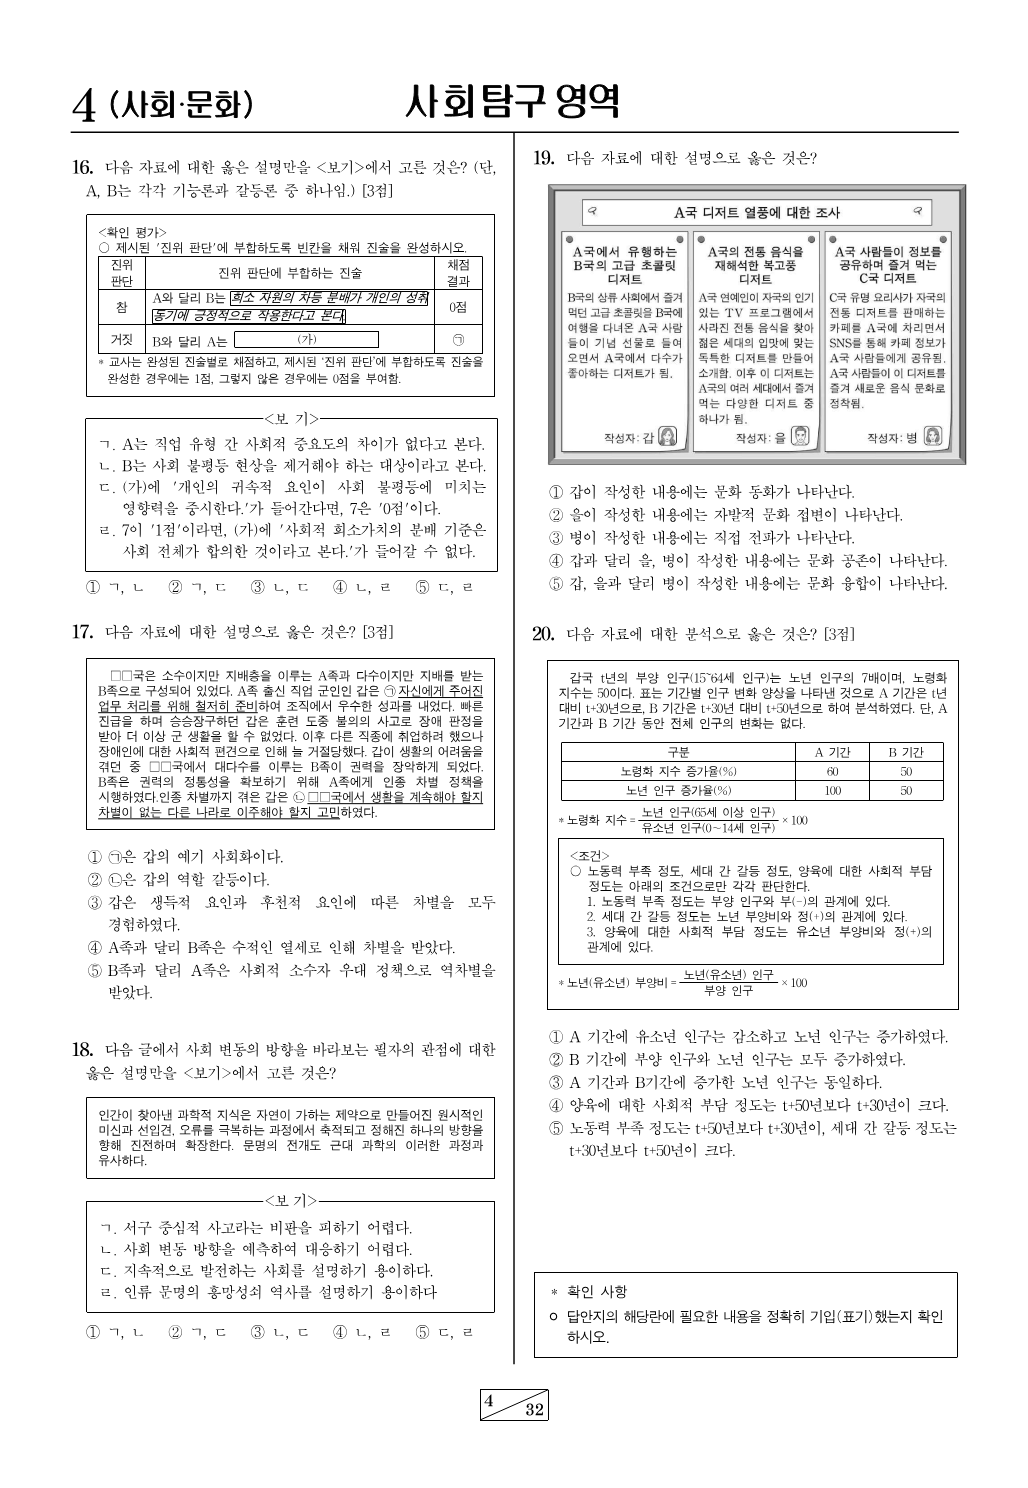 4 (사회·문화)
사회탐구 영역
16. 다음 자료에 대한 옳은 설명만을 <보기>에서 고른 것은? (단,
A, B는 각각 기능론과 갈등론 중 하나임.) [3점]
<확인 평가>
○ 제시된 '진위 판단'에 부합하도록 빈칸을 채워 진술을 완성하시오.
진위
판단
진위 판단에 부합하는 진술
채점
결과
참
A와 달리 B는 희소 자원의 차등 분배가 개인의 성취
동기에 긍정적으로 작용한다고 본다.
0점
거짓
B와 달리 A는 (가)
㉠
* 교사는 완성된 진술별로 채점하고, 제시된 '진위 판단'에 부합하도록 진술을
완성한 경우에는 1점, 그렇지 않은 경우에는 0점을 부여함.
<보 기>
ㄱ. A는 직업 유형 간 사회적 중요도의 차이가 없다고 본다.
ㄴ. B는 사회 불평등 현상을 제거해야 하는 대상이라고 본다.
ㄷ. (가)에 '개인의 귀속적 요인이 사회 불평등에 미치는
영향력을 중시한다.'가 들어간다면, 7은 '0점'이다.
ㄹ. 7이 '1점'이라면, (가)에 '사회적 희소가치의 분배 기준은
사회 전체가 합의한 것이라고 본다.'가 들어갈 수 없다.
① ㄱ, ㄴ ② ㄱ, ㄷ ③ ㄴ, ㄷ ④ ㄴ, ㄹ ⑤ ㄷ, ㄹ
17. 다음 자료에 대한 설명으로 옳은 것은? [3점]
□□국은 소수이지만 지배층을 이루는 A족과 다수이지만 지배를 받는
B족으로 구성되어 있었다. A족 출신 직업 군인인 갑은 ㉠자신에게 주어진
업무 처리를 위해 철저히 준비하여 조직에서 우수한 성과를 내었다. 빠른
진급을 하며 승승장구하던 갑은 훈련 도중 불의의 사고로 장애 판정을
받아 더 이상 군 생활을 할 수 없었다. 이후 다른 직종에 취업하려 했으나
장애인에 대한 사회적 편견으로 인해 늘 거절당했다. 갑이 생활의 어려움을
겪던 중 □□국에서 대다수를 이루는 B족이 권력을 장악하게 되었다.
B족은 권력의 정통성을 확보하기 위해 A족에게 인종 차별 정책을
시행하였다.인종 차별까지 겪은 갑은 ㉡□□국에서 생활을 계속해야 할지
차별이 없는 다른 나라로 이주해야 할지 고민하였다.
① ㉠은 갑의 예기 사회화이다.
② ㉡은 갑의 역할 갈등이다.
③ 갑은 생득적 요인과 후천적 요인에 따른 차별을 모두
경험하였다.
④ A족과 달리 B족은 수적인 열세로 인해 차별을 받았다.
⑤ B족과 달리 A족은 사회적 소수자 우대 정책으로 역차별을
받았다.
18. 다음 글에서 사회 변동의 방향을 바라보는 필자의 관점에 대한
옳은 설명만을 <보기>에서 고른 것은?
인간이 찾아낸 과학적 지식은 자연이 가하는 제약으로 만들어진 원시적인
미신과 선입견, 오류를 극복하는 과정에서 축적되고 정해진 하나의 방향을
향해 진전하며 확장한다. 문명의 전개도 근대 과학의 이러한 과정과
유사하다.
<보 기>
ㄱ. 서구 중심적 사고라는 비판을 피하기 어렵다.
ㄴ. 사회 변동 방향을 예측하여 대응하기 어렵다.
ㄷ. 지속적으로 발전하는 사회를 설명하기 용이하다.
ㄹ. 인류 문명의 흥망성쇠 역사를 설명하기 용이하다
① ㄱ, ㄴ ② ㄱ, ㄷ ③ ㄴ, ㄷ ④ ㄴ, ㄹ ⑤ ㄷ, ㄹ
19. 다음 자료에 대한 설명으로 옳은 것은?
A국 디저트 열풍에 대한 조사
A국에서 유행하는
B국의 고급 초콜릿
디저트
B국의 상류 사회에서 즐겨
먹던 고급 초콜릿을 B국에
여행을 다녀온 A국 사람
들이 기념 선물로 들여
오면서 A국에서 다수가
좋아하는 디저트가 됨.
작성자: 갑
A국의 전통 음식을
재해석한 복고풍
디저트
A국 연예인이 자국의 인기
있는 TV 프로그램에서
사라진 전통 음식을 찾아
젊은 세대의 입맛에 맞는
독특한 디저트를 만들어
소개함. 이후 이 디저트는
A국의 여러 세대에서 즐겨
먹는 다양한 디저트 중
하나가 됨.
작성자: 을
A국 사람들이 정보를
공유하며 즐겨 먹는
C국 디저트
C국 유명 요리사가 자국의
전통 디저트를 판매하는
카페를 A국에 차리면서
SNS를 통해 카페 정보가
A국 사람들에게 공유됨.
A국 사람들이 이 디저트를
즐겨 새로운 음식 문화로
정착됨.
작성자: 병
① 갑이 작성한 내용에는 문화 동화가 나타난다.
② 을이 작성한 내용에는 자발적 문화 접변이 나타난다.
③ 병이 작성한 내용에는 직접 전파가 나타난다.
④ 갑과 달리 을, 병이 작성한 내용에는 문화 공존이 나타난다.
⑤ 갑, 을과 달리 병이 작성한 내용에는 문화 융합이 나타난다.
20. 다음 자료에 대한 분석으로 옳은 것은? [3점]
갑국 t년의 부양 인구(15~64세 인구)는 노년 인구의 7배이며, 노령화
지수는 50이다. 표는 기간별 인구 변화 양상을 나타낸 것으로 A 기간은 t년
대비 t+30년으로, B 기간은 t+30년 대비 t+50년으로 하여 분석하였다. 단, A
기간과 B 기간 동안 전체 인구의 변화는 없다.
구분 A 기간 B 기간
노령화 지수 증가율(%) 60 50
노년 인구 증가율(%) 100 50
* 노령화 지수 = 노년 인구(65세 이상 인구) / 유소년 인구(0~14세 인구) × 100
<조건>
○ 노동력 부족 정도, 세대 간 갈등 정도, 양육에 대한 사회적 부담
정도는 아래의 조건으로만 각각 판단한다.
1. 노동력 부족 정도는 부양 인구와 부(-)의 관계에 있다.
2. 세대 간 갈등 정도는 노년 부양비와 정(+)의 관계에 있다.
3. 양육에 대한 사회적 부담 정도는 유소년 부양비와 정(+)의
관계에 있다.
* 노년(유소년) 부양비 = 노년(유소년) 인구 / 부양 인구 × 100
① A 기간에 유소년 인구는 감소하고 노년 인구는 증가하였다.
② B 기간에 부양 인구와 노년 인구는 모두 증가하였다.
③ A 기간과 B기간에 증가한 노년 인구는 동일하다.
④ 양육에 대한 사회적 부담 정도는 t+50년보다 t+30년이 크다.
⑤ 노동력 부족 정도는 t+50년보다 t+30년이, 세대 간 갈등 정도는
t+30년보다 t+50년이 크다.
* 확인 사항
○ 답안지의 해당란에 필요한 내용을 정확히 기입(표기)했는지 확인
하시오.
4
32